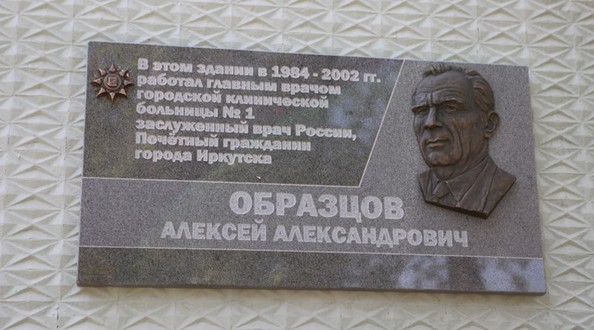 В этом здании в 1984 - 2002 гг.
работал главным врачом
городской клинической
больницы № 1
заслуженный врач России,
Почётный гражданин
города Иркутска
ОБРАЗЦОВ
АЛЕКСЕЙ АЛЕКСАНДРОВИЧ